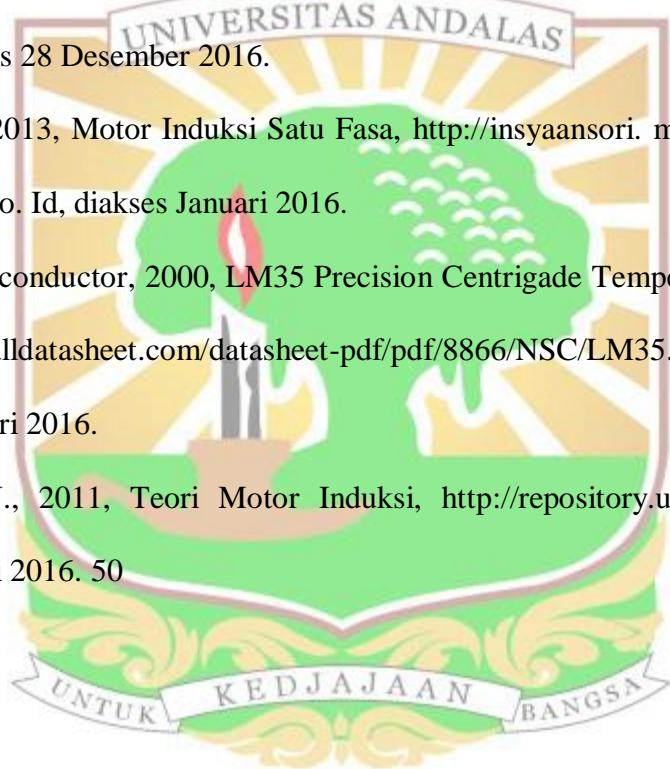 UNIVERSITAS ANDALAS
s 28 Desember 2016.
2013, Motor Induksi Satu Fasa, http://insyaansori. m
o. Id, diakses Januari 2016.
conductor, 2000, LM35 Precision Centrigade Tempe
lldatasheet.com/datasheet-pdf/pdf/8866/NSC/LM35.
ri 2016.
., 2011, Teori Motor Induksi, http://repository.u
i 2016. 50
UNTUK KEDJAJAAN BANGSA